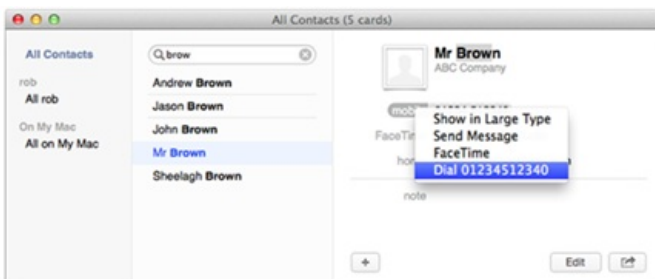 All Contacts (5 cards)
All Contacts
rob
All rob
On My Mac
All on My Mac
brow
Andrew Brown
Jason Brown
John Brown
Mr Brown
Sheelagh Brown
Mr Brown
ABC Company
mob
FaceTim
Show in Large Type
Send Message
FaceTime
Dial 01234512340
note
+
Edit